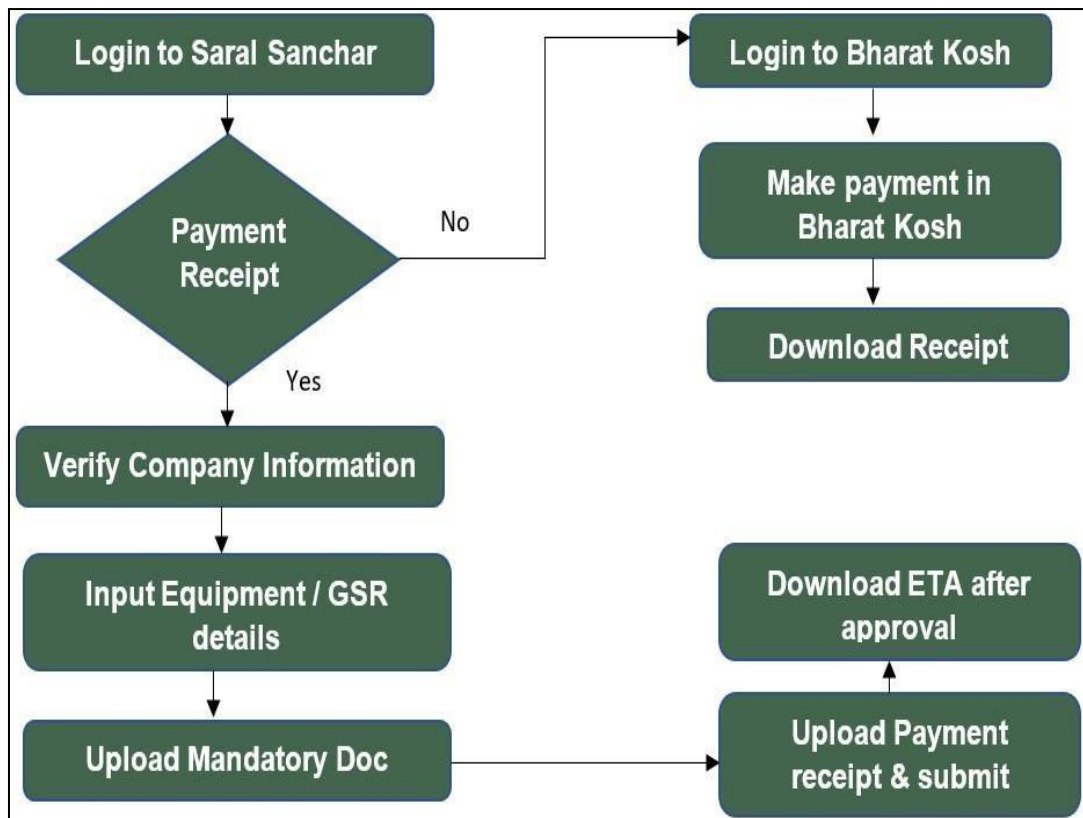 Login to Saral Sanchar
Login to Bharat Kosh
Payment
Receipt
No
Make payment in
Bharat Kosh
Download Receipt
Yes
Verify Company Information
Input Equipment / GSR
details
Upload Mandatory Doc
Download ETA after
approval
Upload Payment
receipt & submit